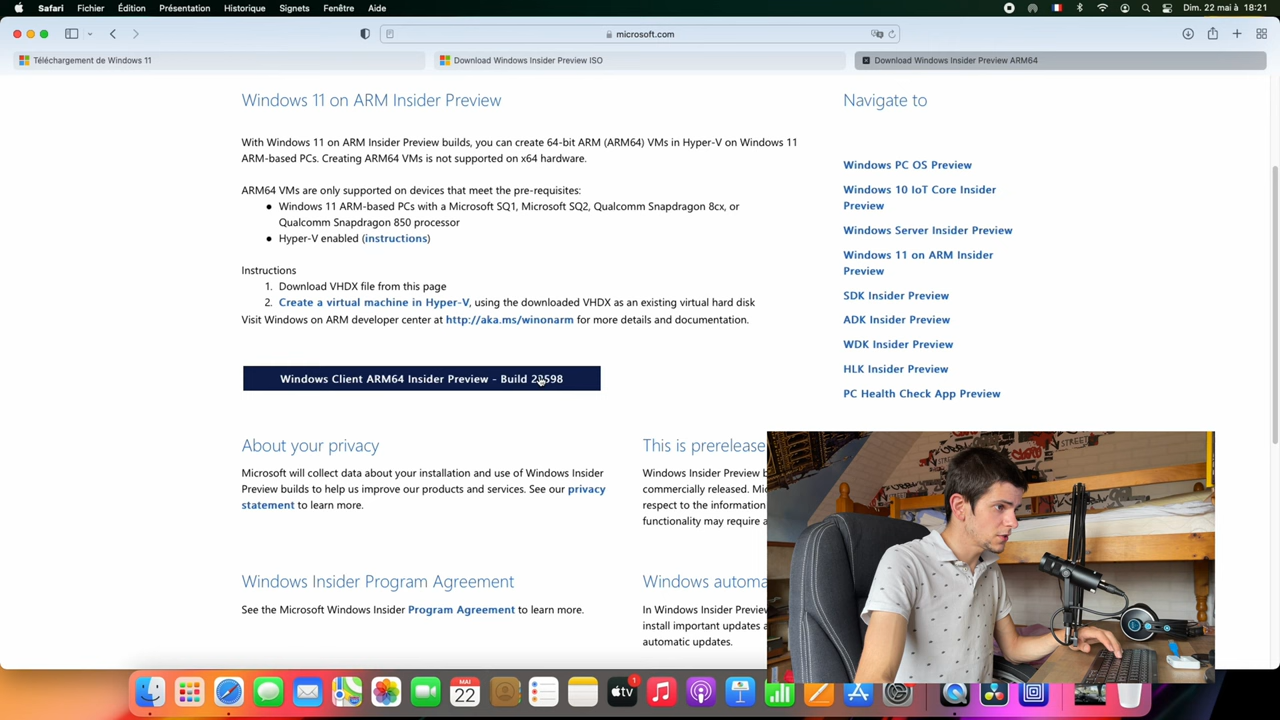 Safari Fichier Édition Présentation Historique Signets Fenêtre Aide Dim. 22 mai à 18:21
microsoft.com
Téléchargement de Windows 11
Download Windows Insider Preview ISO
Download Windows Insider Preview ARM64
Windows 11 on ARM Insider Preview
With Windows 11 on ARM Insider Preview builds, you can create 64-bit ARM (ARM64) VMs in Hyper-V on Windows 11
ARM-based PCs. Creating ARM64 VMs is not supported on x64 hardware.
ARM64 VMs are only supported on devices that meet the pre-requisites:
● Windows 11 ARM-based PCs with a Microsoft SQ1, Microsoft SQ2, Qualcomm Snapdragon 8cx, or
Qualcomm Snapdragon 850 processor
● Hyper-V enabled (instructions)
Instructions
1. Download VHDX file from this page
2. Create a virtual machine in Hyper-V, using the downloaded VHDX as an existing virtual hard disk
Visit Windows on ARM developer center at http://aka.ms/winonarm for more details and documentation.
Windows Client ARM64 Insider Preview - Build
Navigate to
Windows PC OS Preview
Windows 10 IoT Core Insider
Preview
Windows Server Insider Preview
Windows 11 on ARM Insider
Preview
SDK Insider Preview
ADK Insider Preview
WDK Insider Preview
HLK Insider Preview
PC Health Check App Preview
About your privacy
Microsoft will collect data about your installation and use of Windows Insider
Preview builds to help us improve our products and services. See our privacy
statement to learn more.
This is prerelease
Windows Insider Preview b
commercially released. Mic
respect to the information
functionality may require a
Windows Insider Program Agreement
See the Microsoft Windows Insider Program Agreement to learn more.
Windows automa
In Windows Insider Preview
install important updates a
automatic updates.
STREET
MAI
22
tv
1